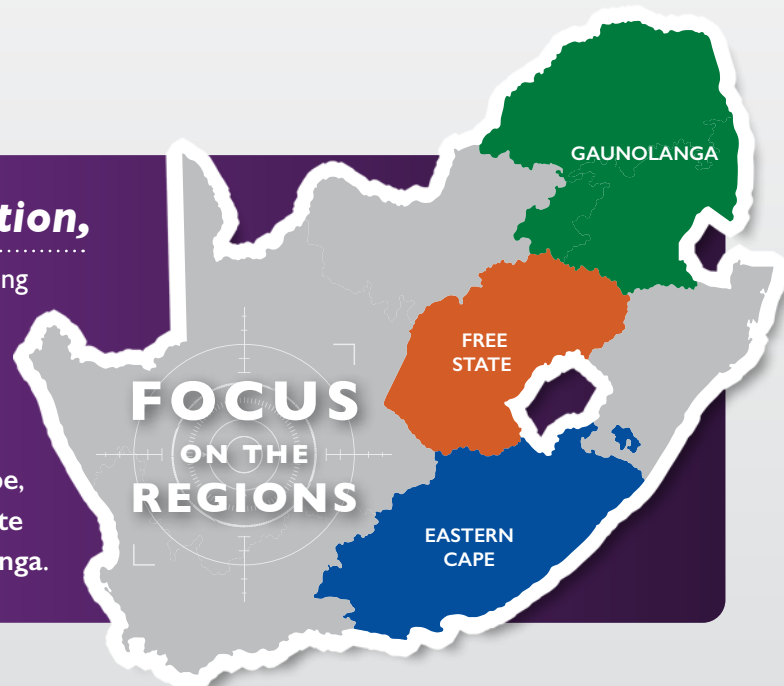 tion,
ng
pe,
te
nga.
FOCUS
ON THE
REGIONS
GAUNOLANGA
FREE
STATE
EASTERN
CAPE